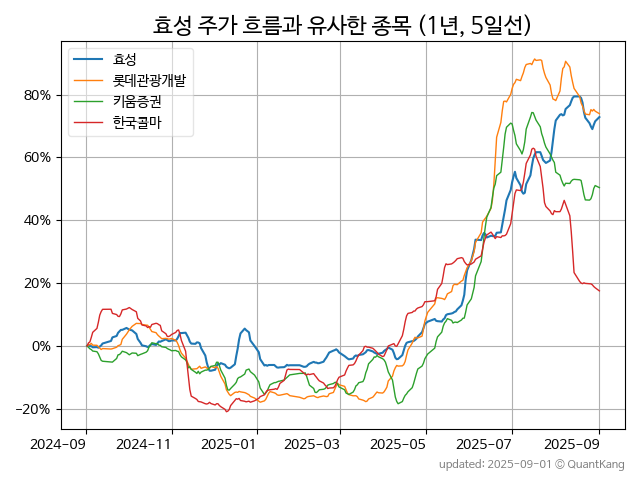 효성 주가 흐름과 유사한 종목 (1년, 5일선)
효성
롯데관광개발
키움증권
한국콜마
80%
60%
40%
20%
0%
−20%
2024-09 2024-11 2025-01 2025-03 2025-05 2025-07 2025-09
updated: 2025-09-01 © QuantKang